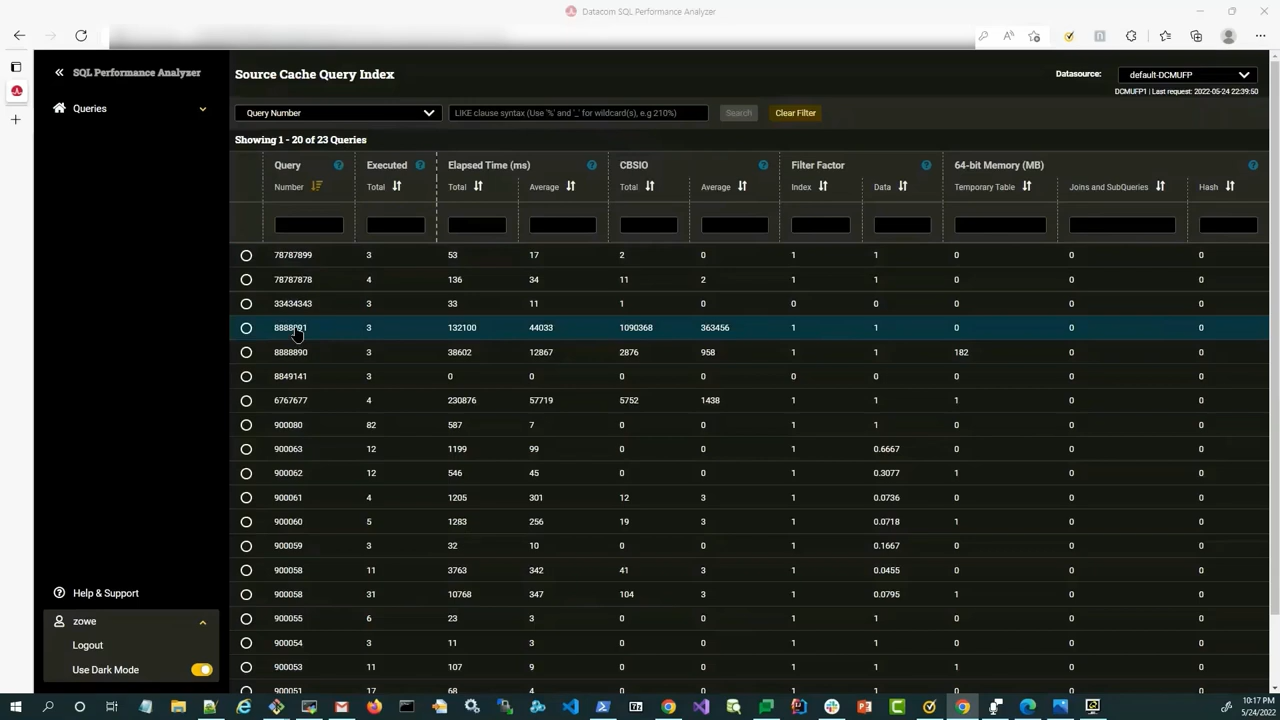 Datacom SQL Performance Analyzer
SQL Performance Analyzer
Queries
Source Cache Query Index
Datasource: default-DCMUFP
DCMUFP1 | Last request: 2022-05-24 22:39:50
Query Number LIKE clause syntax (Use '%' and '_' for wildcard(s), e.g 210%) Search Clear Filter
Showing 1 - 20 of 23 Queries
Query ? Executed ? Elapsed Time (ms) ? CBSIO ? Filter Factor ? 64-bit Memory (MB) ?
Number Total Total Average Total Average Index Data Temporary Table Joins and SubQueries Hash
78787899 3 53 17 2 0 1 1 0 0 0
78787878 4 136 34 11 2 1 1 0 0 0
33434343 3 33 11 1 0 0 0 0 0 0
8888891 3 132100 44033 1090368 363456 1 1 0 0 0
8888890 3 38602 12867 2876 958 1 1 182 0 0
8849141 3 0 0 0 0 0 0 0 0 0
6767677 4 230876 57719 5752 1438 1 1 1 0 0
900080 82 587 7 0 0 1 1 0 0 0
900063 12 1199 99 0 0 1 0.6667 0 0 0
900062 12 546 45 0 0 1 0.3077 1 0 0
900061 4 1205 301 12 3 1 0.0736 0 0 0
900060 5 1283 256 19 3 1 0.0718 1 0 0
900059 3 32 10 0 0 1 0.1667 0 0 0
900058 11 3763 342 41 3 1 0.0455 0 0 0
900058 31 10768 347 104 3 1 0.0795 1 0 0
900055 6 23 3 0 0 1 1 0 0 0
900054 3 11 3 0 0 1 1 0 0 0
900053 11 107 9 0 0 1 1 1 0 0
900051 17 68 4 0 0 1 1 0 0 0
? Help & Support
zowe
Logout
Use Dark Mode
10:17 PM
5/24/2022